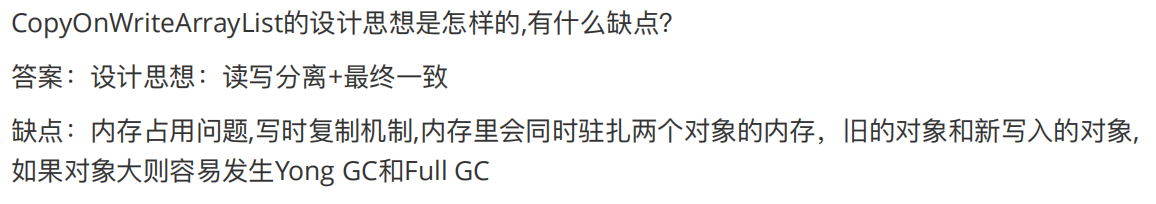 CopyOnWriteArrayList的设计思想是怎样的,有什么缺点?
答案：设计思想：读写分离+最终一致
缺点：内存占用问题,写时复制机制,内存里会同时驻扎两个对象的内存，旧的对象和新写入的对象,
如果对象大则容易发生Yong GC和Full GC